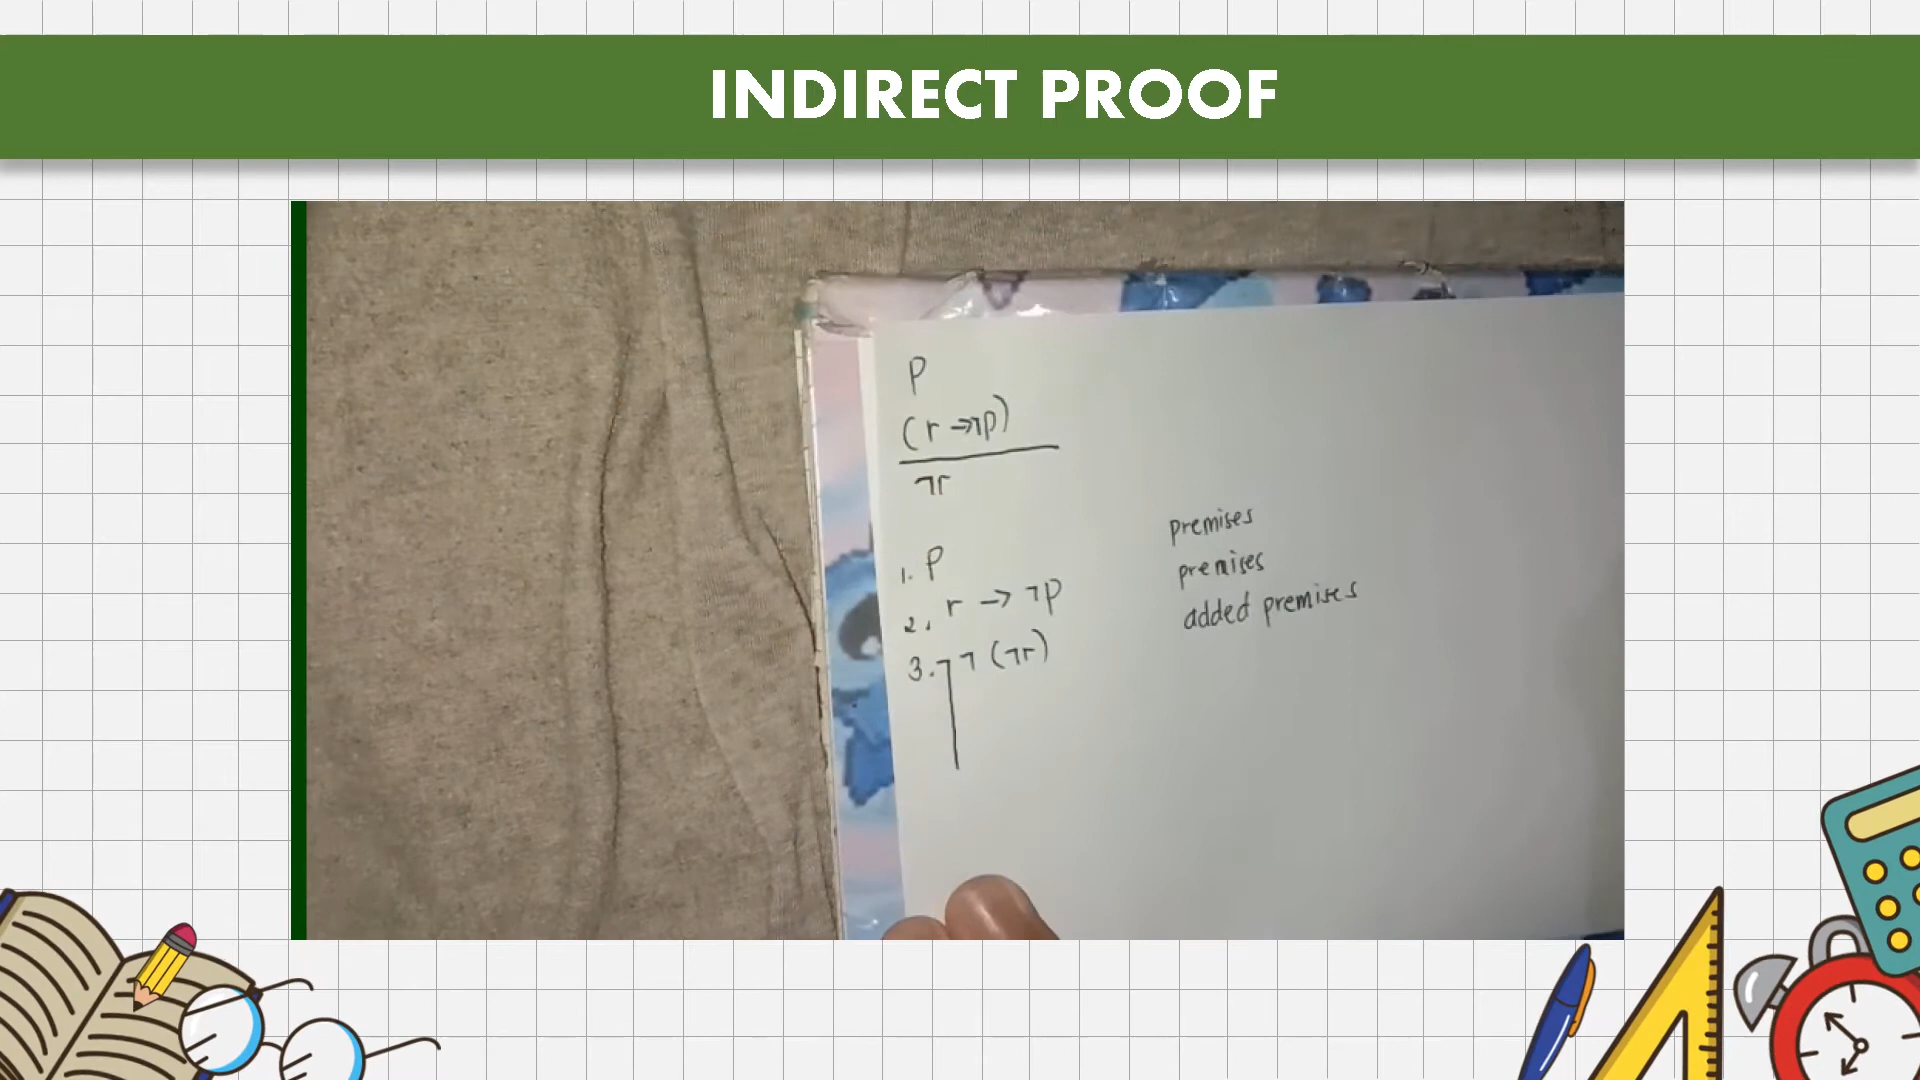 INDIRECT PROOF
P
(r→¬p)
¬r
1. P
2. r → ¬p
3. ¬ ¬ (¬r)
premises
premises
added premises